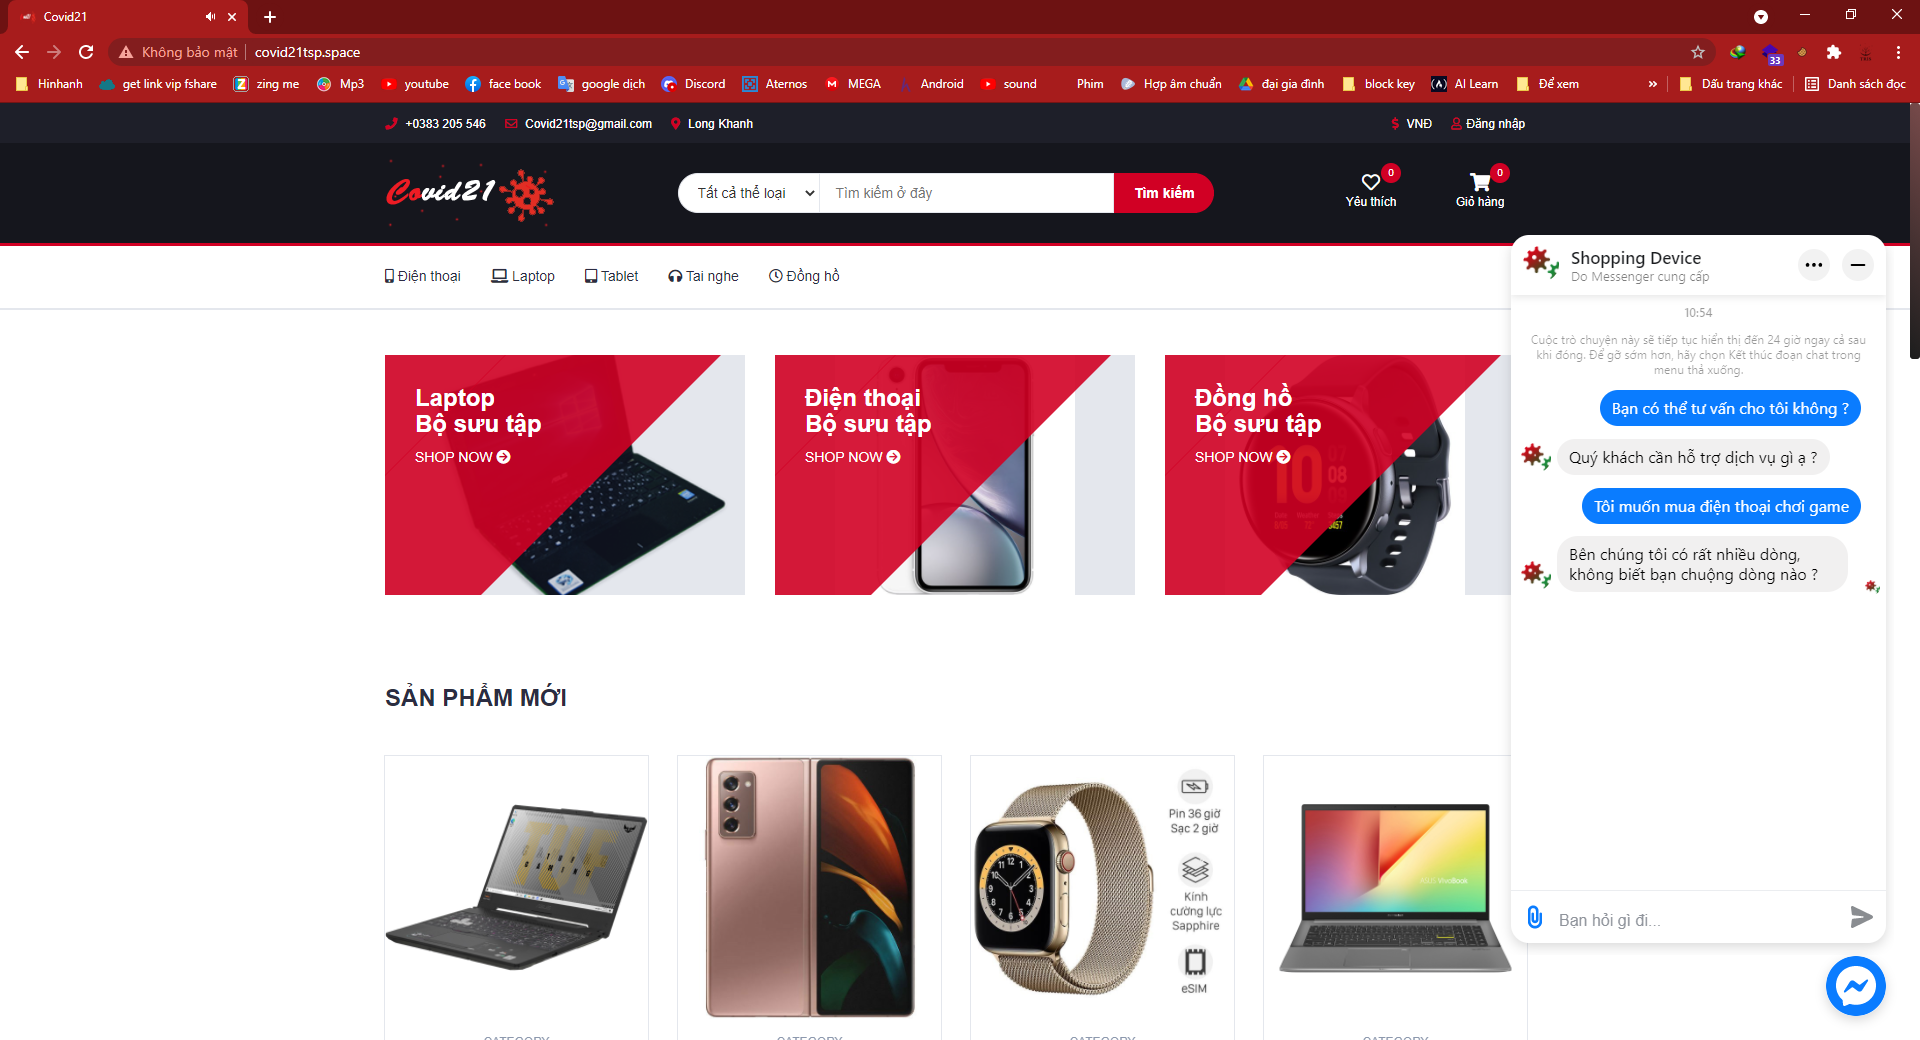 Covid21
Không bảo mật
covid21tsp.space
33
Hinhanh
get link vip fshare
zing me
Mp3
youtube
face book
google dịch
Discord
Aternos
MEGA
Android
sound
Phim
Hợp âm chuẩn
đại gia đình
block key
AI Learn
Để xem
»
Dấu trang khác
Danh sách đọc
+0383 205 546
Covid21tsp@gmail.com
Long Khanh
$ VNĐ
Đăng nhập
Covid21
Tất cả thể loại
Tìm kiếm ở đây
Tìm kiếm
0
Yêu thích
0
Giỏ hàng
Điện thoại
Laptop
Tablet
Tai nghe
Đồng hồ
Laptop
Bộ sưu tập
SHOP NOW
Điện thoại
Bộ sưu tập
SHOP NOW
Đồng hồ
Bộ sưu tập
SHOP NOW
SẢN PHẨM MỚI
Pin 36 giờ
Sạc 2 giờ
Kính
cường lực
Sapphire
eSIM
CATEGORY
CATEGORY
CATEGORY
CATEGORY
Shopping Device
Do Messenger cung cấp
10:54
Cuộc trò chuyện này sẽ tiếp tục hiển thị đến 24 giờ ngay cả sau
khi đóng. Để gỡ sớm hơn, hãy chọn Kết thúc đoạn chat trong
menu thả xuống.
Bạn có thể tư vấn cho tôi không ?
Quý khách cần hỗ trợ dịch vụ gì ạ ?
Tôi muốn mua điện thoại chơi game
Bên chúng tôi có rất nhiều dòng,
không biết bạn chuộng dòng nào ?
Bạn hỏi gì đi...